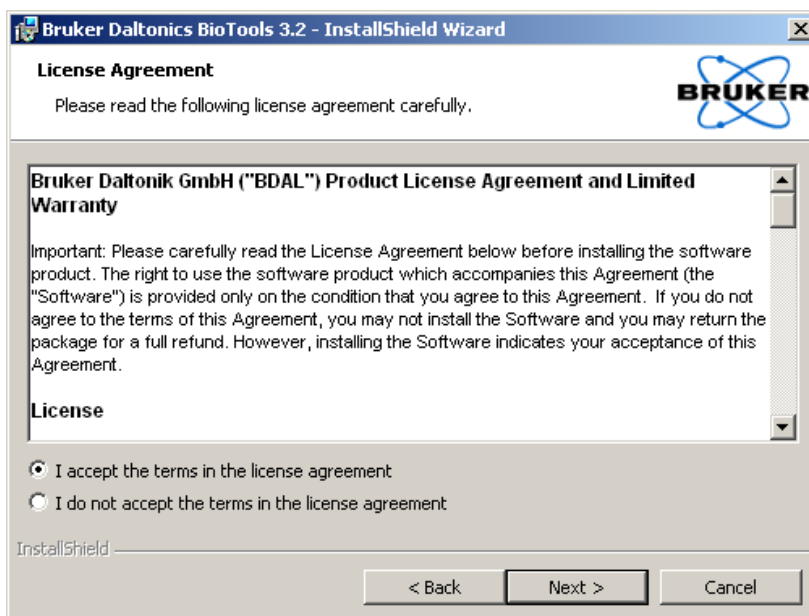 Bruker Daltonics BioTools 3.2 - InstallShield Wizard
License Agreement
Please read the following license agreement carefully.
BRUKER
Bruker Daltonik GmbH ("BDAL") Product License Agreement and Limited
Warranty
Important: Please carefully read the License Agreement below before installing the software
product. The right to use the software product which accompanies this Agreement (the
"Software") is provided only on the condition that you agree to this Agreement.  If you do not
agree to the terms of this Agreement, you may not install the Software and you may return the
package for a full refund. However, installing the Software indicates your acceptance of this
Agreement.
License
I accept the terms in the license agreement
I do not accept the terms in the license agreement
InstallShield
< Back
Next >
Cancel